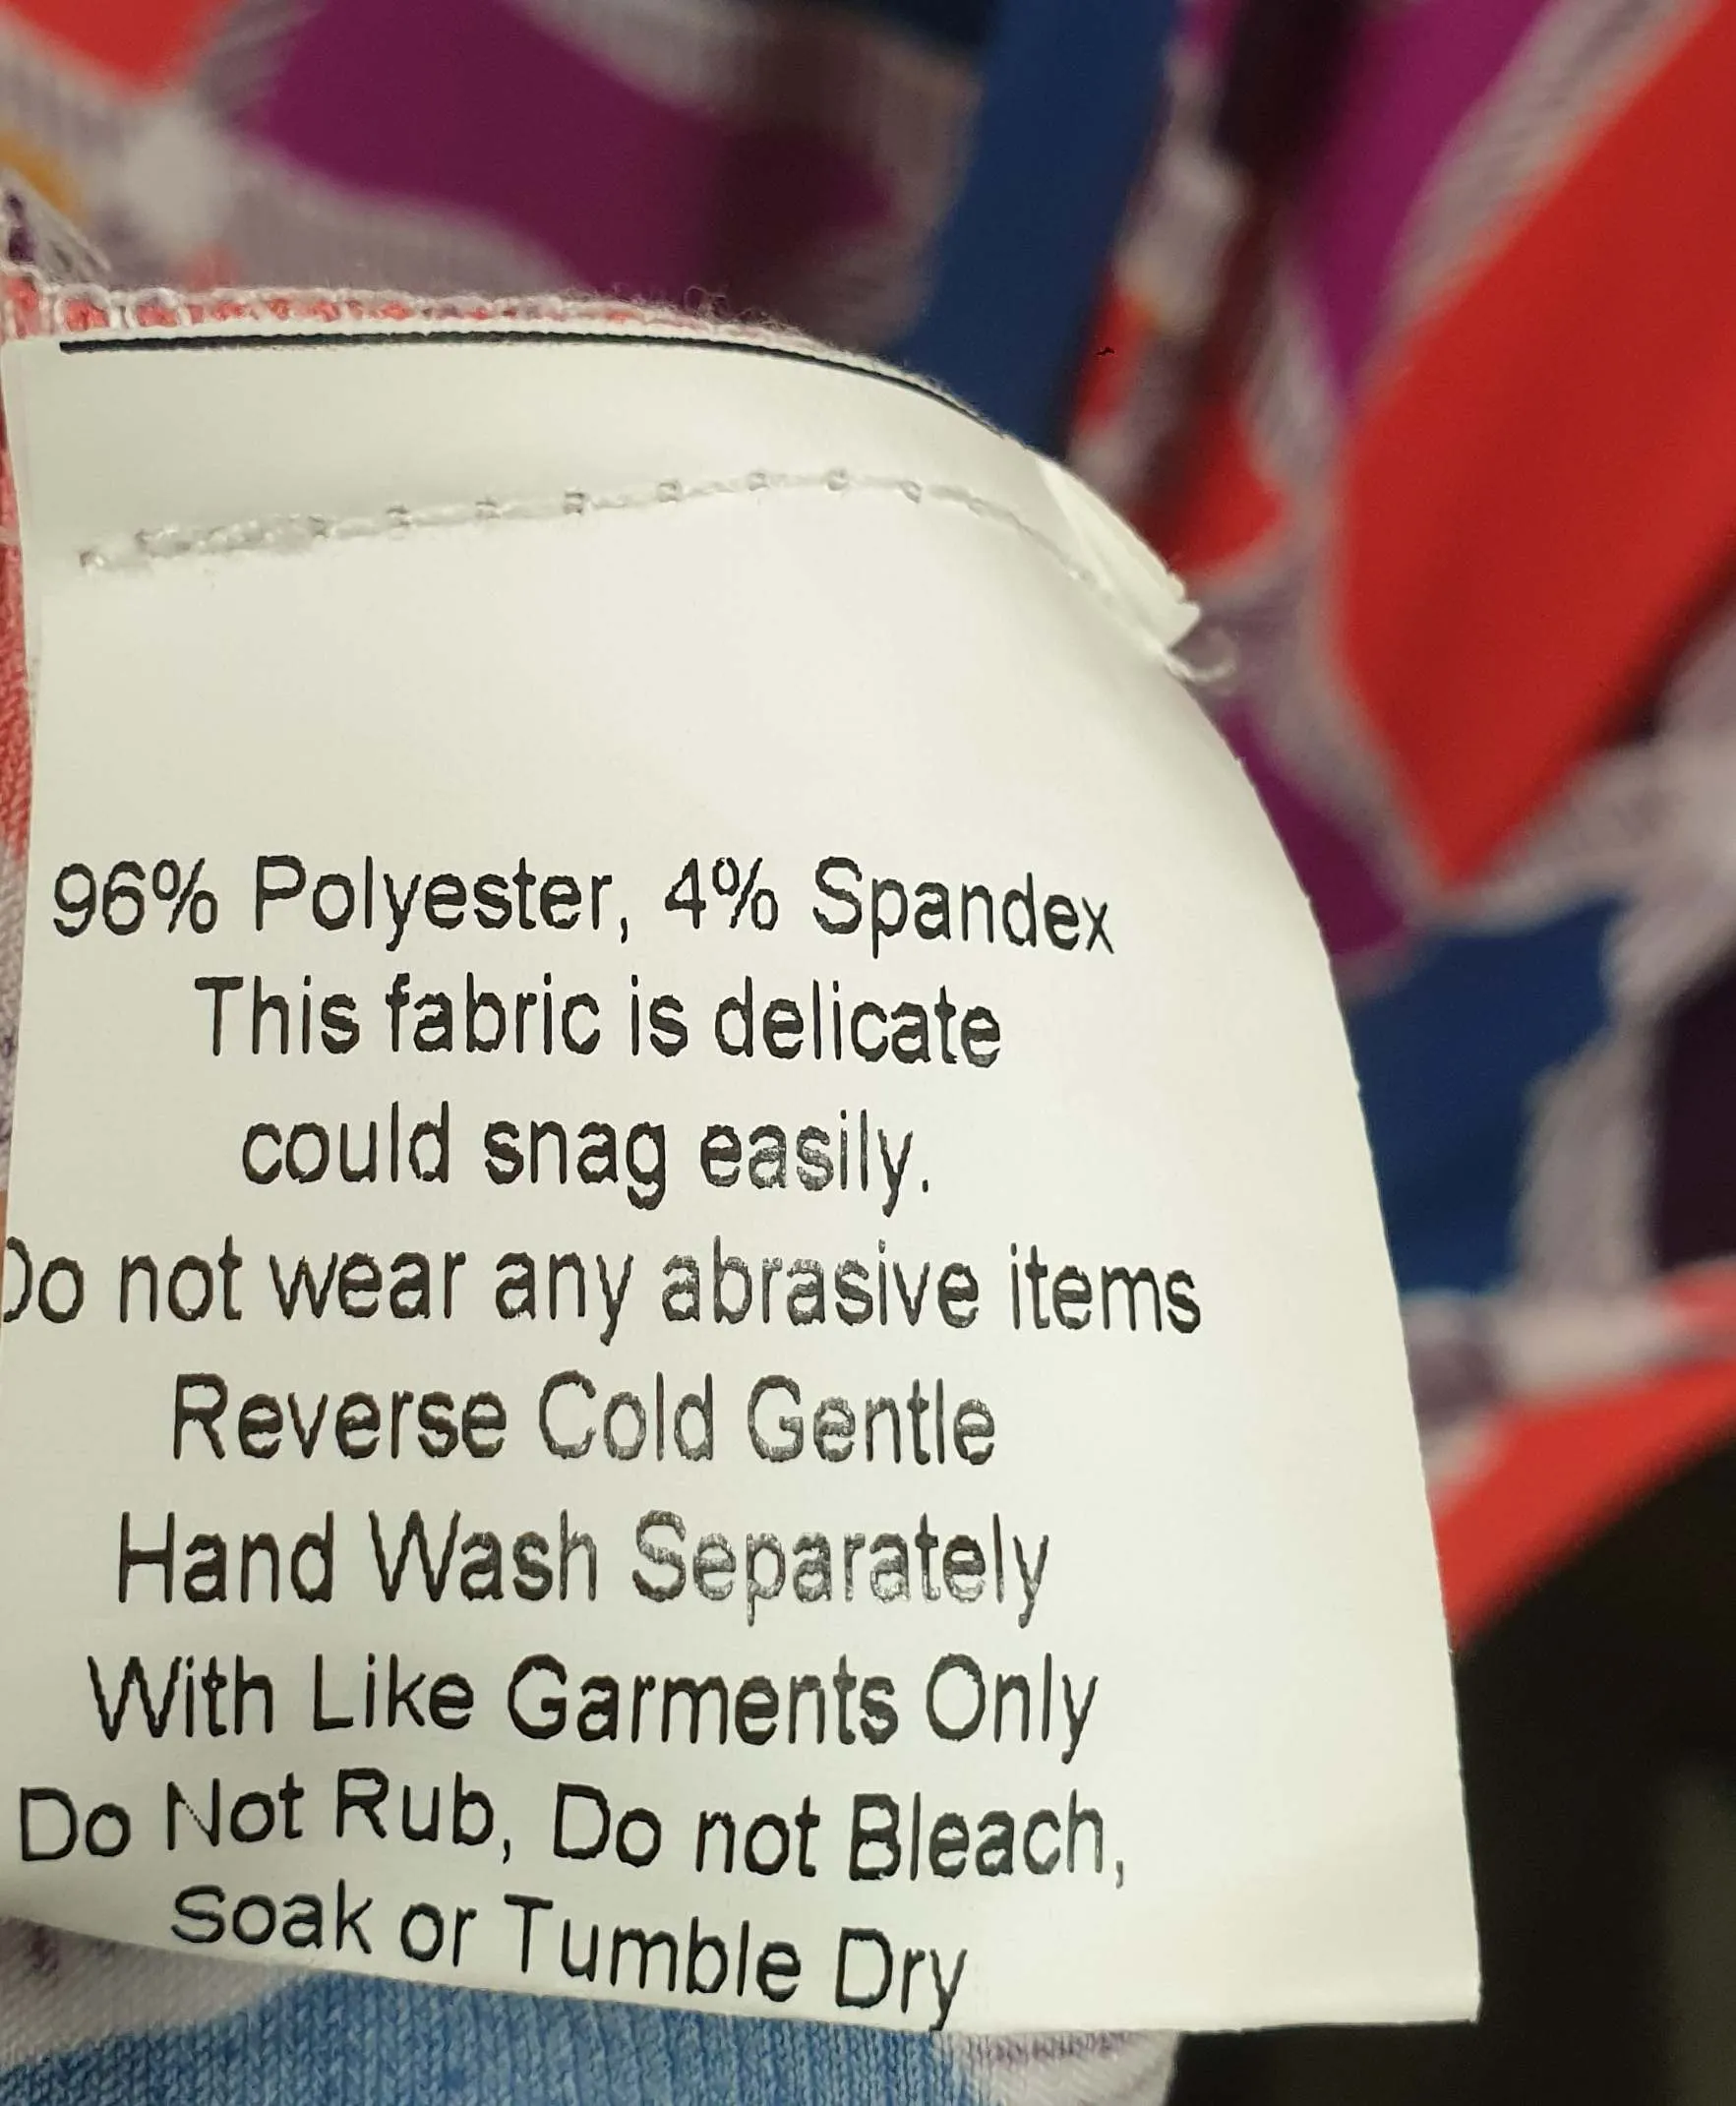 96% Polyester, 4% Spandex
This fabric is delicate
could snag easily.
Do not wear any abrasive items
Reverse Cold Gentle
Hand Wash Separately
With Like Garments Only
Do Not Rub, Do not Bleach,
Soak or Tumble Dry